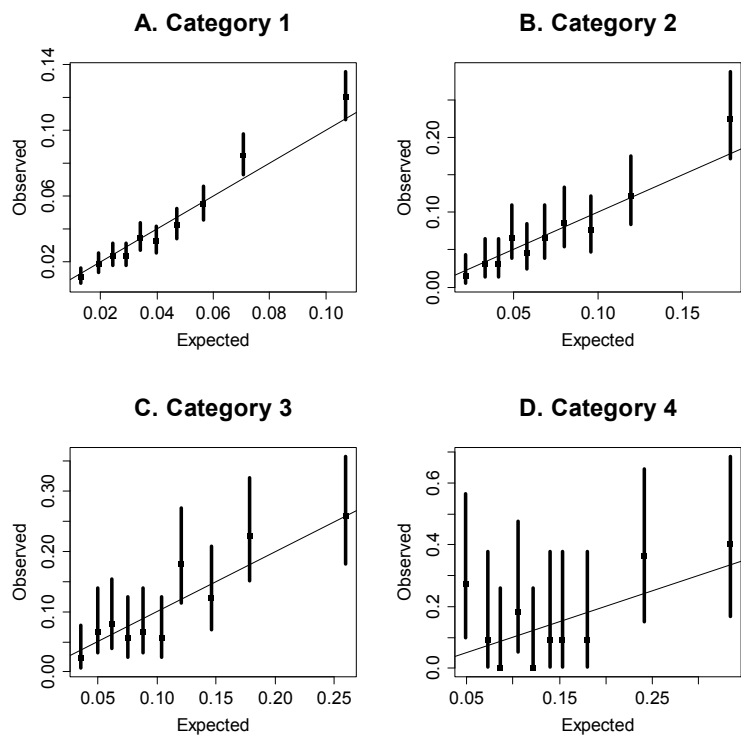 A. Category 1
Observed
0.02 0.06 0.10 0.14
0.02 0.04 0.06 0.08 0.10
Expected
B. Category 2
Observed
0.00 0.10 0.20
0.05 0.10 0.15
Expected
C. Category 3
Observed
0.00 0.10 0.20 0.30
0.05 0.10 0.15 0.20 0.25
Expected
D. Category 4
Observed
0.0 0.2 0.4 0.6
0.05 0.15 0.25
Expected